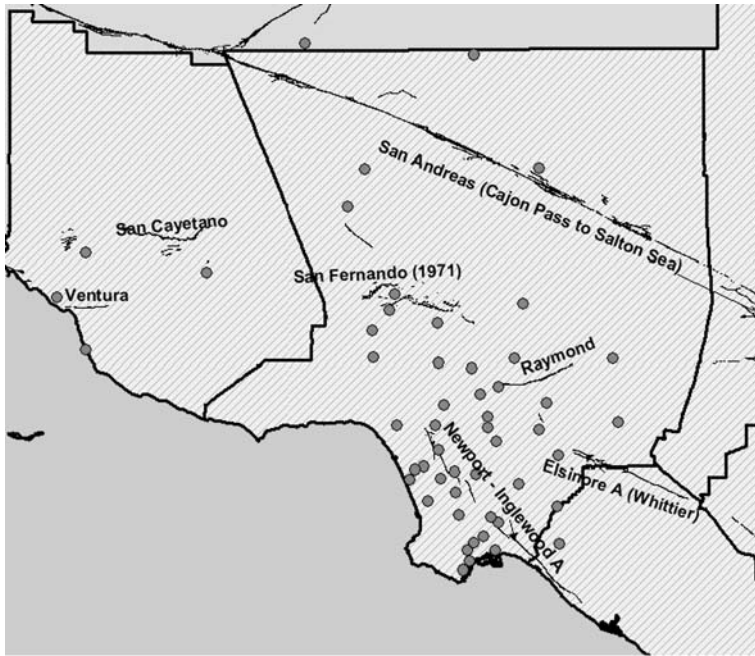 San Andreas (Cajon Pass to Salton Sea)
San Cayetano
San Fernando (1971)
Ventura
Raymond
Newport - Inglewood A
Elsinore A (Whittier)